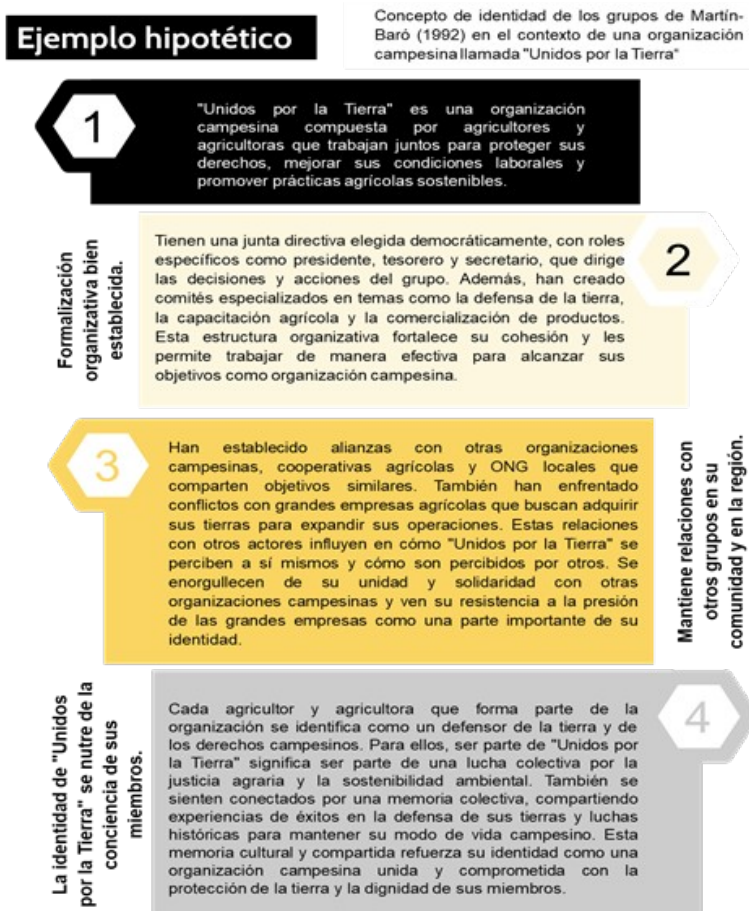 Ejemplo hipotético
Concepto de identidad de los grupos de Martín-
Baró (1992) en el contexto de una organización
campesina llamada "Unidos por la Tierra"
1
"Unidos por la Tierra" es una organización
campesina compuesta por agricultores y
agricultoras que trabajan juntos para proteger sus
derechos, mejorar sus condiciones laborales y
promover prácticas agrícolas sostenibles.
Formalización
organizativa bien
establecida.
Tienen una junta directiva elegida democráticamente, con roles
específicos como presidente, tesorero y secretario, que dirige
las decisiones y acciones del grupo. Además, han creado
comités especializados en temas como la defensa de la tierra,
la capacitación agrícola y la comercialización de productos.
Esta estructura organizativa fortalece su cohesión y les
permite trabajar de manera efectiva para alcanzar sus
objetivos como organización campesina.
2
3
Han establecido alianzas con otras organizaciones
campesinas, cooperativas agrícolas y ONG locales que
comparten objetivos similares. También han enfrentado
conflictos con grandes empresas agrícolas que buscan adquirir
sus tierras para expandir sus operaciones. Estas relaciones
con otros actores influyen en cómo "Unidos por la Tierra" se
perciben a sí mismos y cómo son percibidos por otros. Se
enorgullecen de su unidad y solidaridad con otras
organizaciones campesinas y ven su resistencia a la presión
de las grandes empresas como una parte importante de su
identidad.
Mantiene relaciones con
otros grupos en su
comunidad y en la región.
La identidad de "Unidos
por la Tierra" se nutre de la
conciencia de sus
miembros.
Cada agricultor y agricultora que forma parte de la
organización se identifica como un defensor de la tierra y de
los derechos campesinos. Para ellos, ser parte de "Unidos por
la Tierra" significa ser parte de una lucha colectiva por la
justicia agraria y la sostenibilidad ambiental. También se
sienten conectados por una memoria colectiva, compartiendo
experiencias de éxitos en la defensa de sus tierras y luchas
históricas para mantener su modo de vida campesino. Esta
memoria cultural y compartida refuerza su identidad como una
organización campesina unida y comprometida con la
protección de la tierra y la dignidad de sus miembros.
4